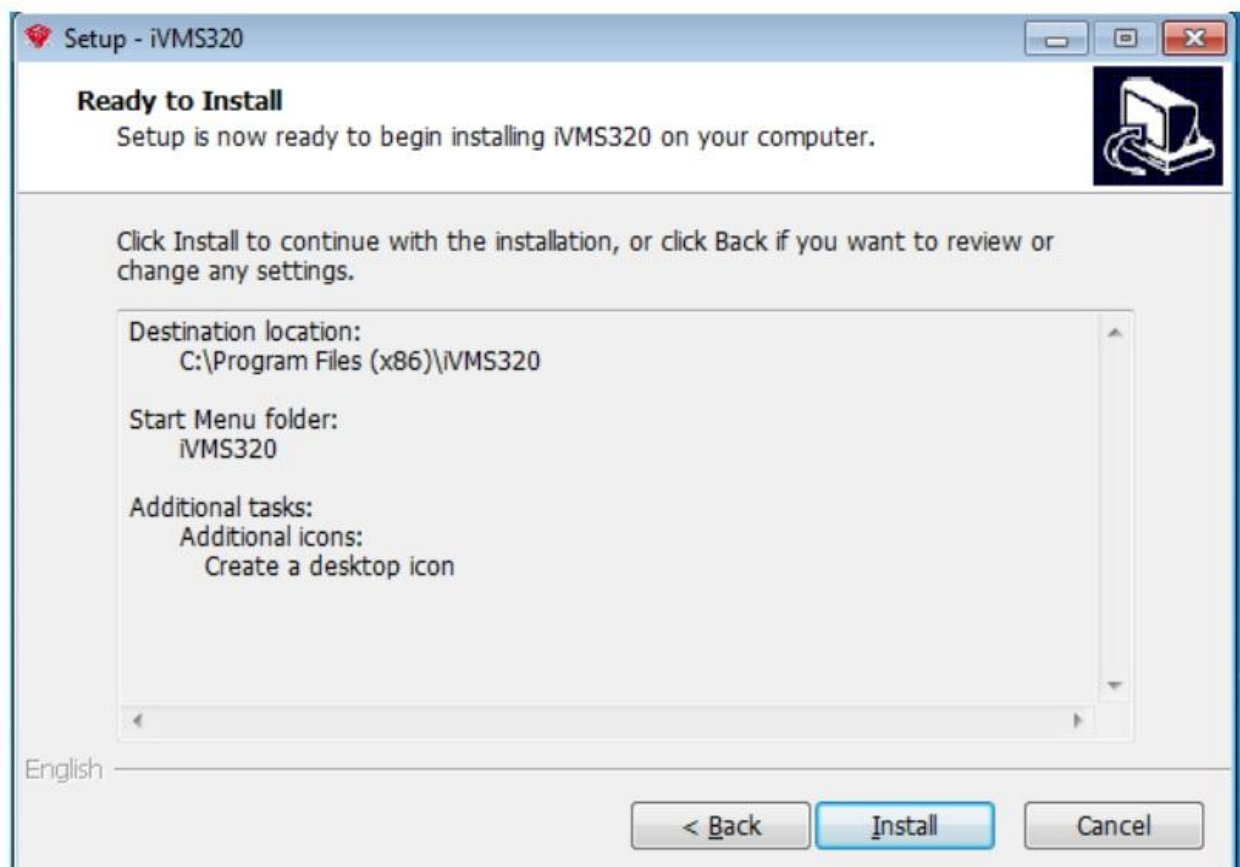 Setup - iVMS320
Ready to Install
Setup is now ready to begin installing iVMS320 on your computer.
Click Install to continue with the installation, or click Back if you want to review or
change any settings.
Destination location:
C:\Program Files (x86)\iVMS320
Start Menu folder:
iVMS320
Additional tasks:
Additional icons:
Create a desktop icon
English
< Back
Install
Cancel